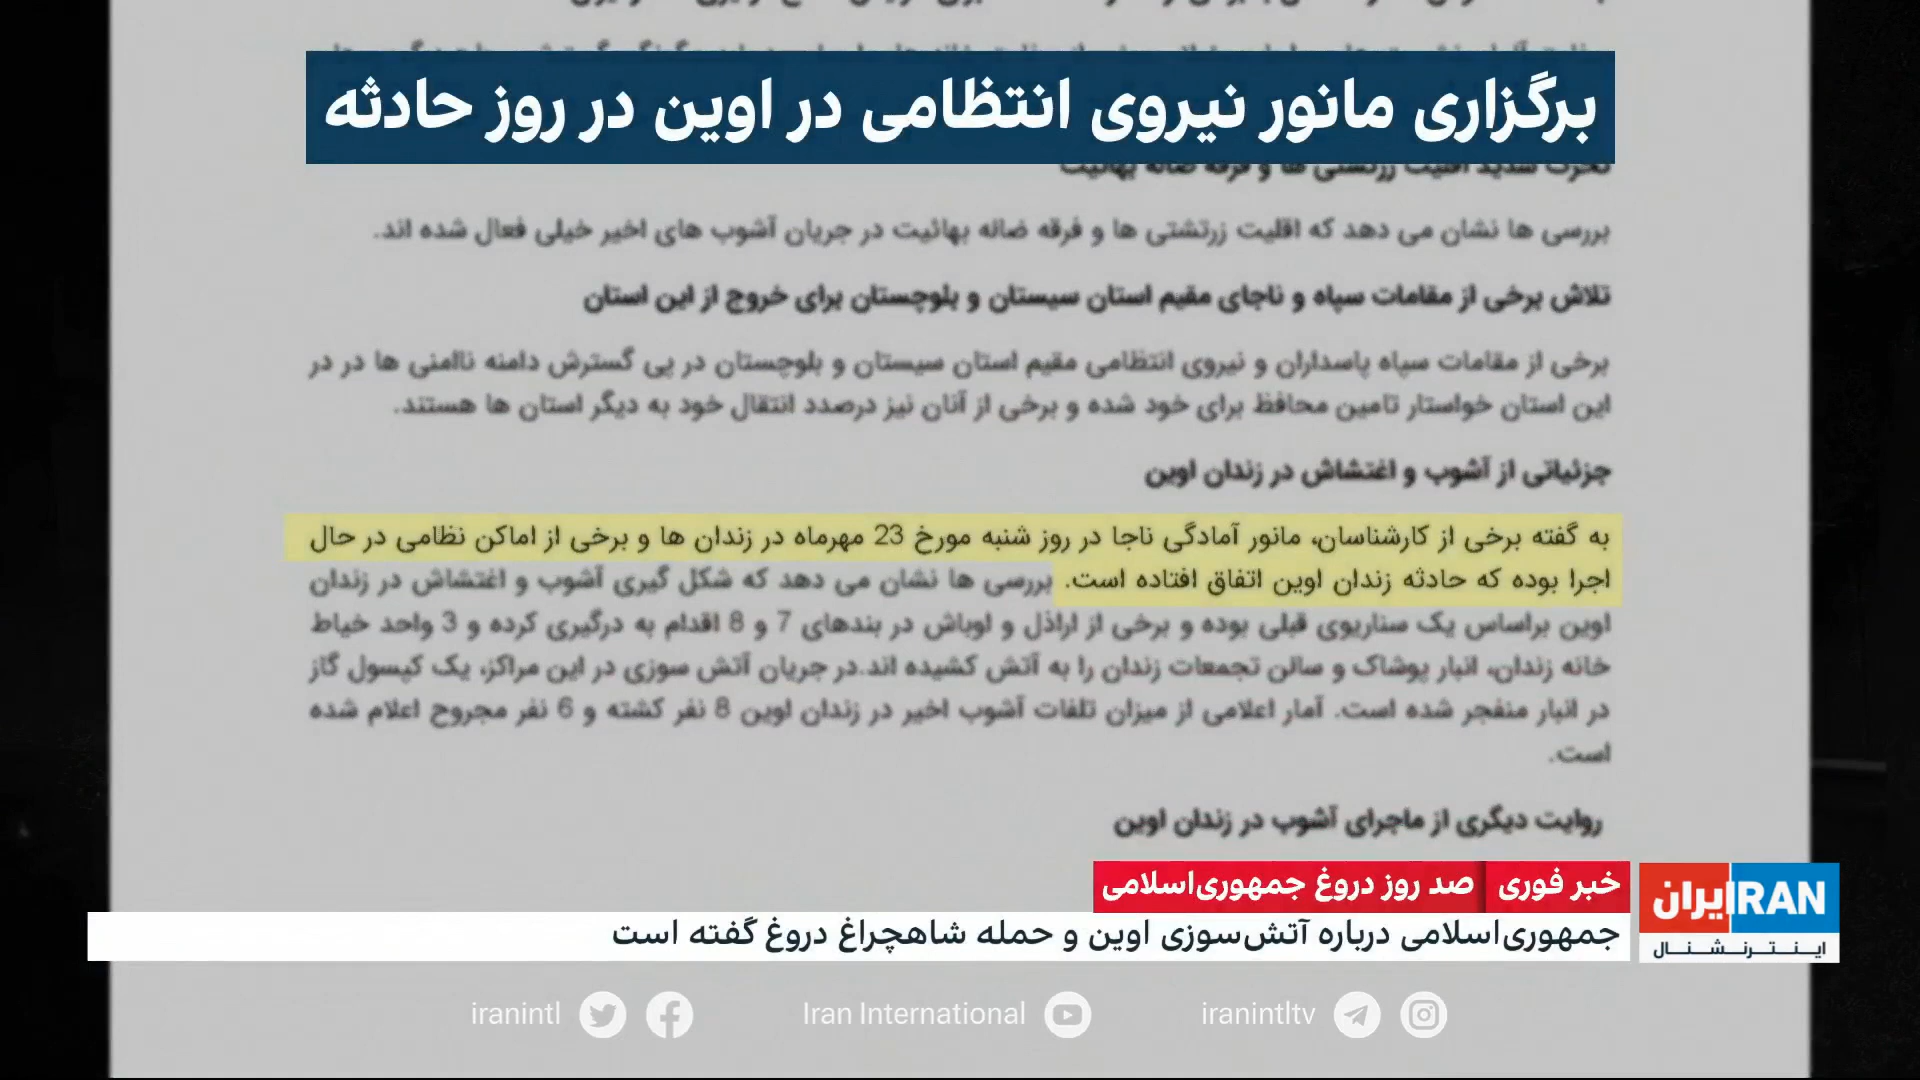 برگزاری مانور نیروی انتظامی در اوین در روز حادثه
تحرک شدید اقلیت زرتشتی ها و فرقه ضاله بهائیت
بررسی ها نشان می دهد که اقلیت زرتشتی ها و فرقه ضاله بهائیت در جریان آشوب های اخیر خیلی فعال شده اند.
تلاش برخی از مقامات سپاه و ناجای مقیم استان سیستان و بلوچستان برای خروج از این استان
برخی از مقامات سپاه پاسداران و نیروی انتظامی مقیم استان سیستان و بلوچستان در پی گسترش دامنه ناامنی ها در در
این استان خواستار تامین محافظ برای خود شده و برخی از آنان نیز درصدد انتقال خود به دیگر استان ها هستند.
جزئیاتی از آشوب و اغتشاش در زندان اوین
به گفته برخی از کارشناسان، مانور آمادگی ناجا در روز شنبه مورخ 23 مهرماه در زندان ها و برخی از اماکن نظامی در حال
اجرا بوده که حادثه زندان اوین اتفاق افتاده است. بررسی ها نشان می دهد که شکل گیری آشوب و اغتشاش در زندان
اوین براساس یک سناریوی قبلی بوده و برخی از اراذل و اوباش در بندهای 7 و 8 اقدام به درگیری کرده و 3 واحد خیاط
خانه زندان، انبار پوشاک و سالن تجمعات زندان را به آتش کشیده اند.در جریان آتش سوزی در این مراکز، یک کپسول گاز
در انبار منفجر شده است. آمار اعلامی از میزان تلفات آشوب اخیر در زندان اوین 8 نفر کشته و 6 نفر مجروح اعلام شده
است.
روایت دیگری از ماجرای آشوب در زندان اوین
خبر فوری صد روز دروغ جمهوری‌اسلامی
جمهوری‌اسلامی درباره آتش‌سوزی اوین و حمله شاهچراغ دروغ گفته است
ایران IRAN
اینترنشنال
iranintl Iran International iranintltv